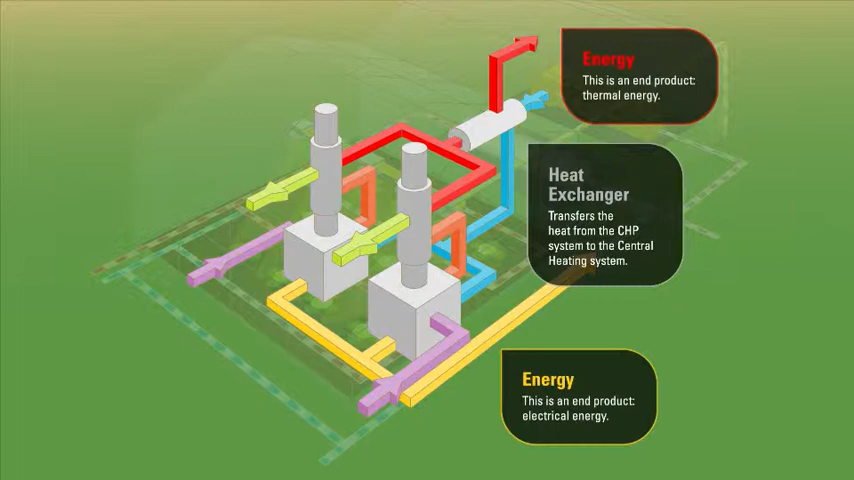 Energy
This is an end product:
thermal energy.
Heat
Exchanger
Transfers the
heat from the CHP
system to the Central
Heating system.
Energy
This is an end product:
electrical energy.